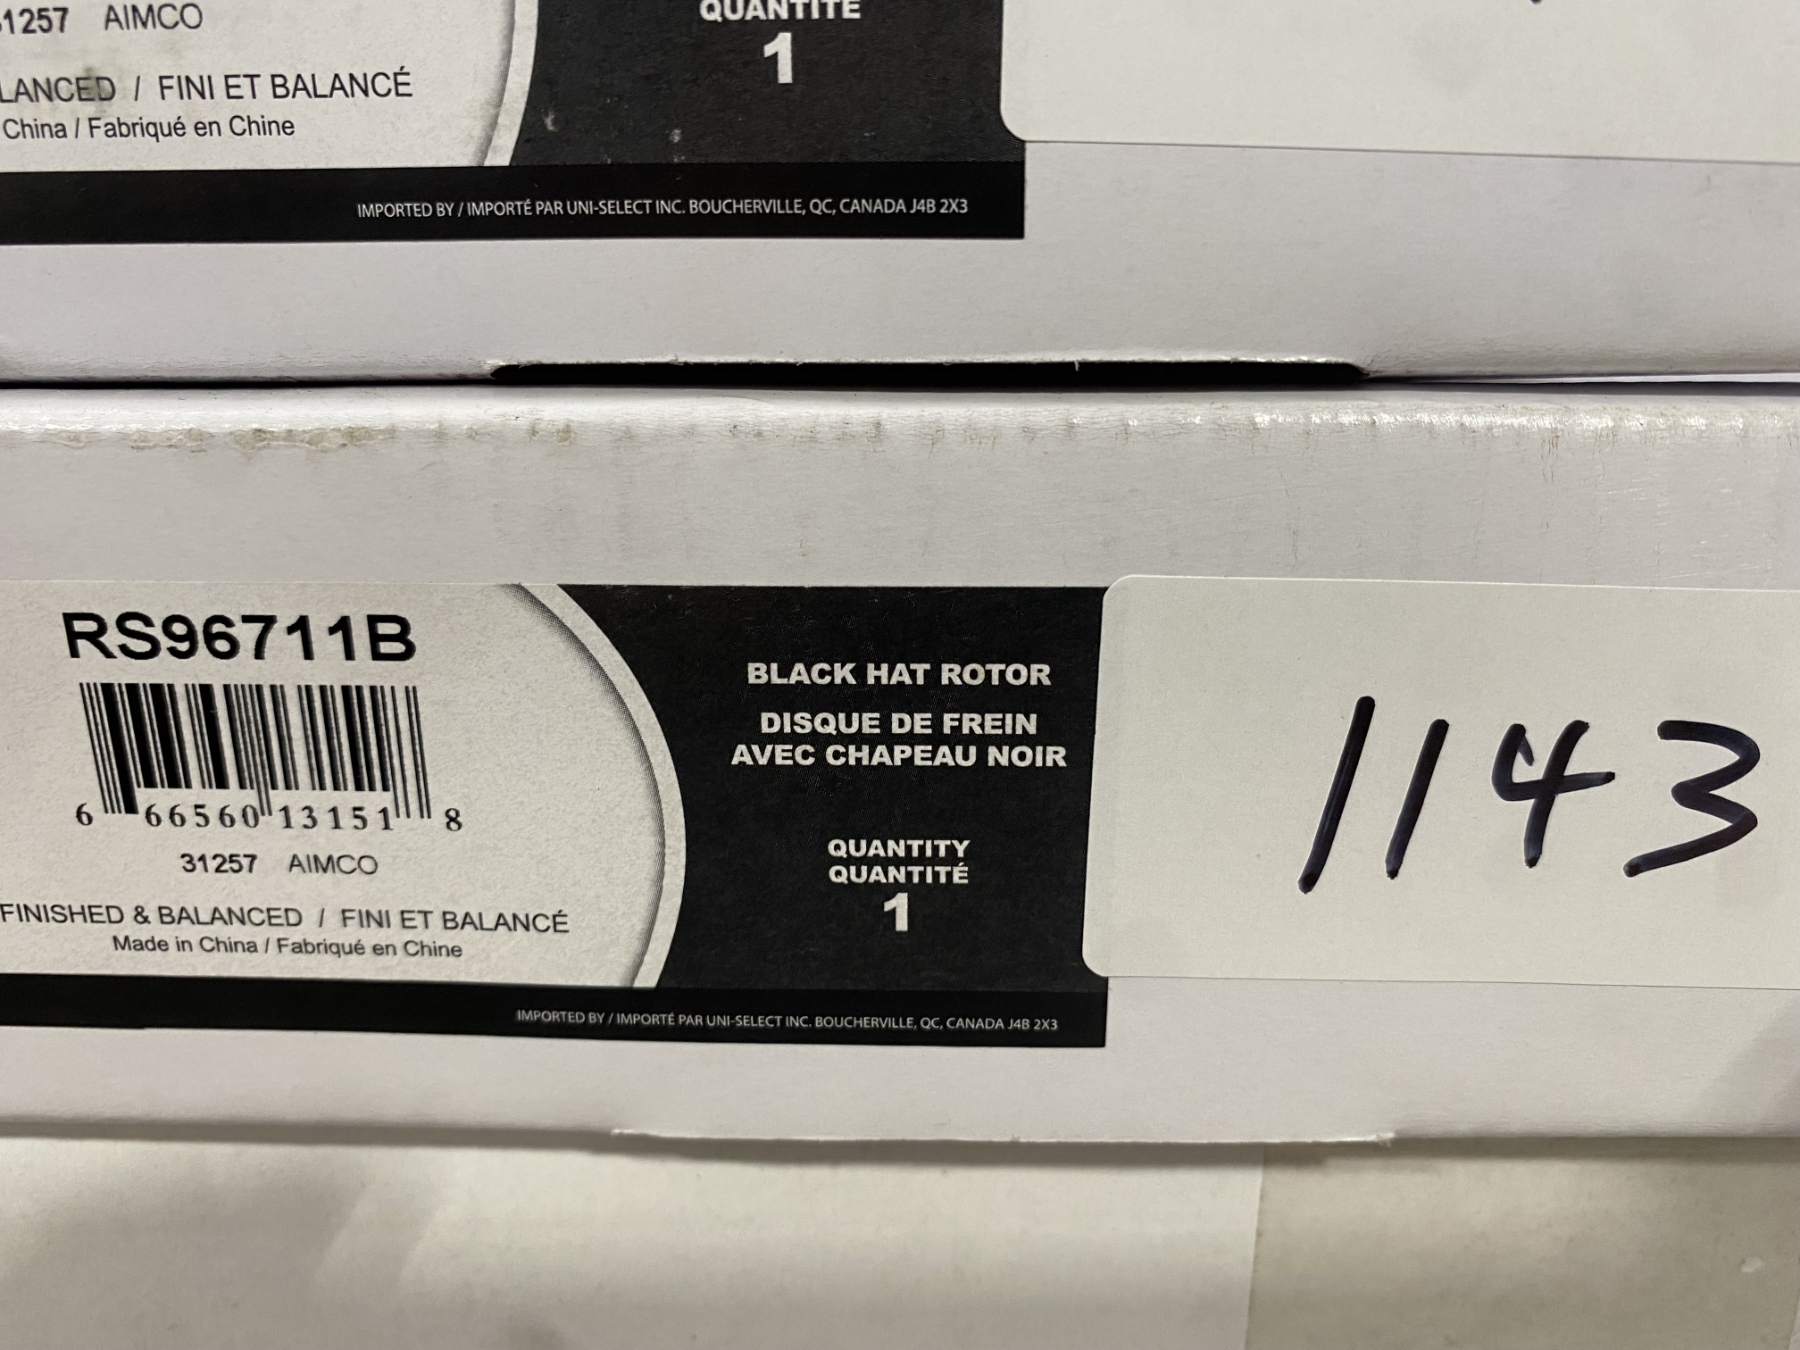 31257 AIMCO
QUANTITÉ
1
LANCED / FINI ET BALANCÉ
China / Fabriqué en Chine
IMPORTED BY / IMPORTÉ PAR UNI-SELECT INC. BOUCHERVILLE, QC, CANADA J4B 2X3
RS96711B
6 66560 13151 8
31257 AIMCO
FINISHED & BALANCED / FINI ET BALANCÉ
Made in China / Fabriqué en Chine
BLACK HAT ROTOR
DISQUE DE FREIN
AVEC CHAPEAU NOIR
QUANTITY
QUANTITÉ
1
IMPORTED BY / IMPORTÉ PAR UNI-SELECT INC. BOUCHERVILLE, QC, CANADA J4B 2X3
1143